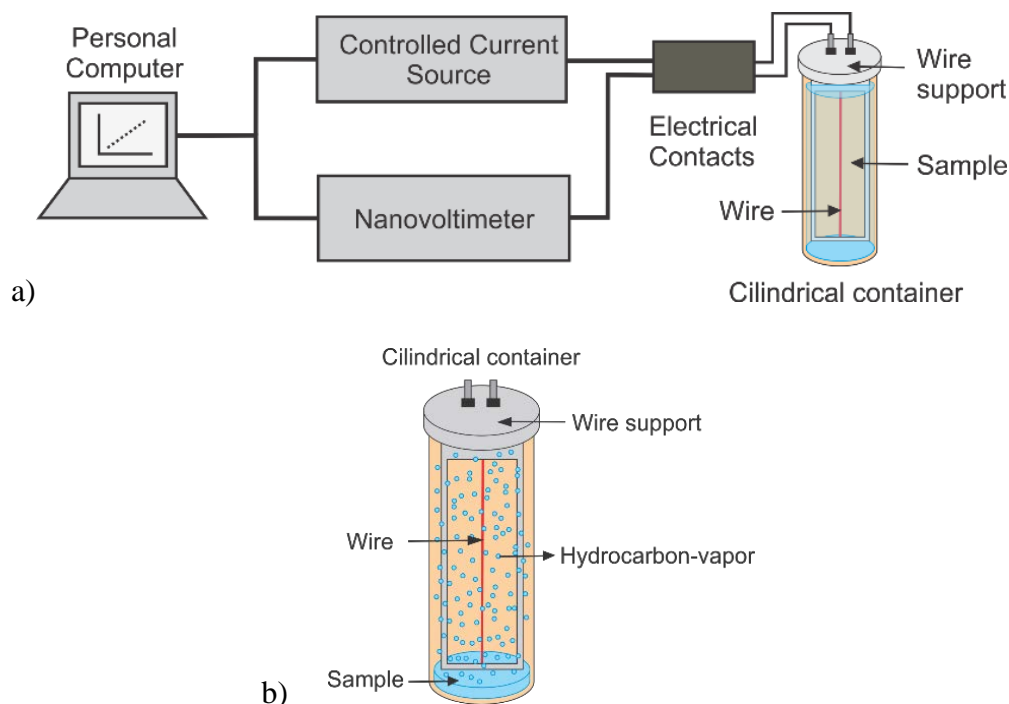 Personal
Computer
Controlled Current
Source
Nanovoltimeter
Electrical
Contacts
Wire
support
Sample
Wire
Cilindrical container
a)
Cilindrical container
Wire support
Wire
Hydrocarbon-vapor
Sample
b)